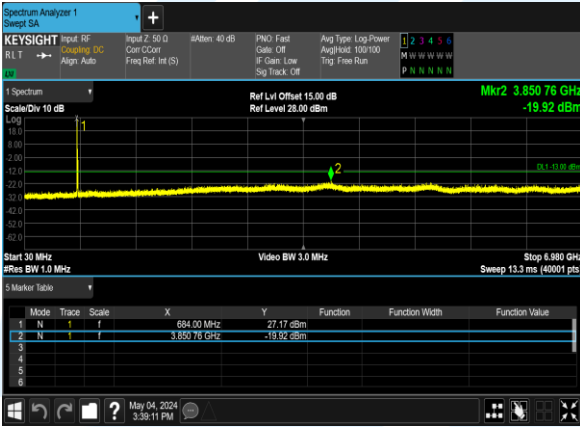 Spectrum Analyzer 1
Swept SA
+
KEYSIGHT Input: RF Input Z: 50 Ω #Atten: 40 dB PNO: Fast Avg Type: Log-Power 1 2 3 4 5 6
RLT Coupling: DC Corr CCorr Gate: Off Avg|Hold: 100/100 M W W W W W
Align: Auto Freq Ref: Int (S) IF Gain: Low Trig: Free Run
Sig Track: Off P N N N N N
1 Spectrum
Ref Lvl Offset 15.00 dB Mkr2 3.850 76 GHz
Scale/Div 10 dB Ref Level 28.00 dBm -19.92 dBm
Log
18.0
8.00
-2.00
-12.0
-22.0
-32.0
-42.0
-52.0
-62.0
1
2
DL1 -13.00 dBm
Start 30 MHz Video BW 3.0 MHz Stop 6.980 GHz
#Res BW 1.0 MHz Sweep 13.3 ms (40001 pts
5 Marker Table
Mode Trace Scale X Y Function Function Width Function Value
1 N 1 f 684.00 MHz 27.17 dBm
2 N 1 f 3.850 76 GHz -19.92 dBm
3
4
5
6
?
May 04, 2024
3:39:11 PM